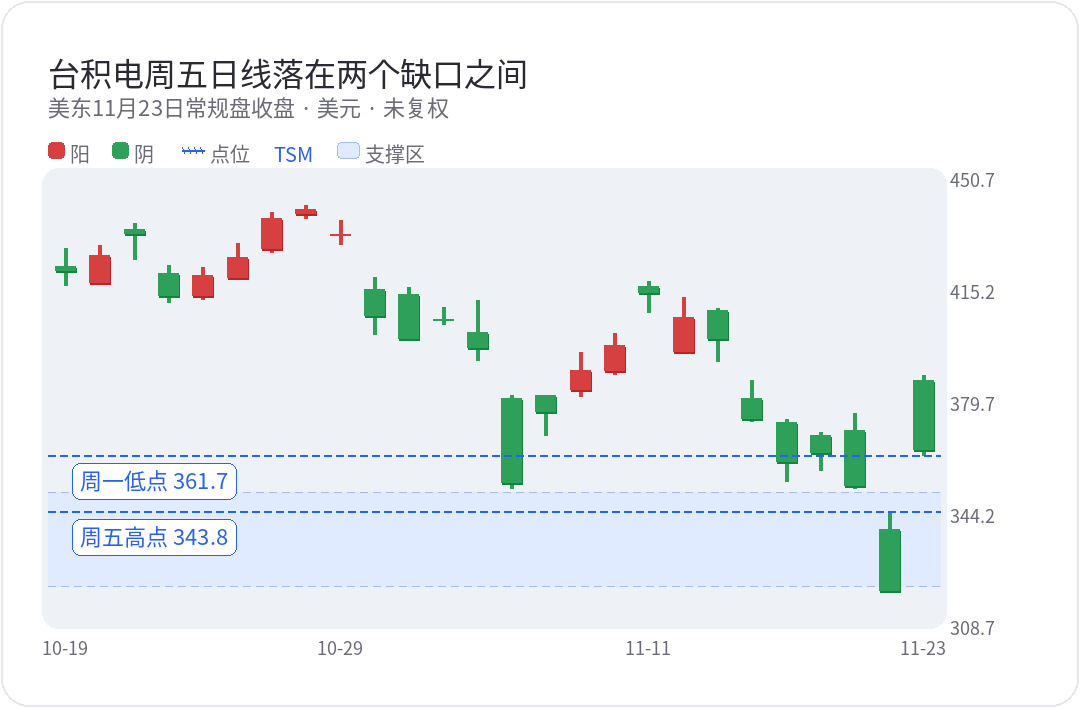 台积电周五日线落在两个缺口之间
美东11月23日常规盘收盘 · 美元 · 未复权
阳 阴 点位 TSM 支撑区
450.7
415.2
379.7
344.2
308.7
周一低点 361.7
周五高点 343.8
10-19 10-29 11-11 11-23